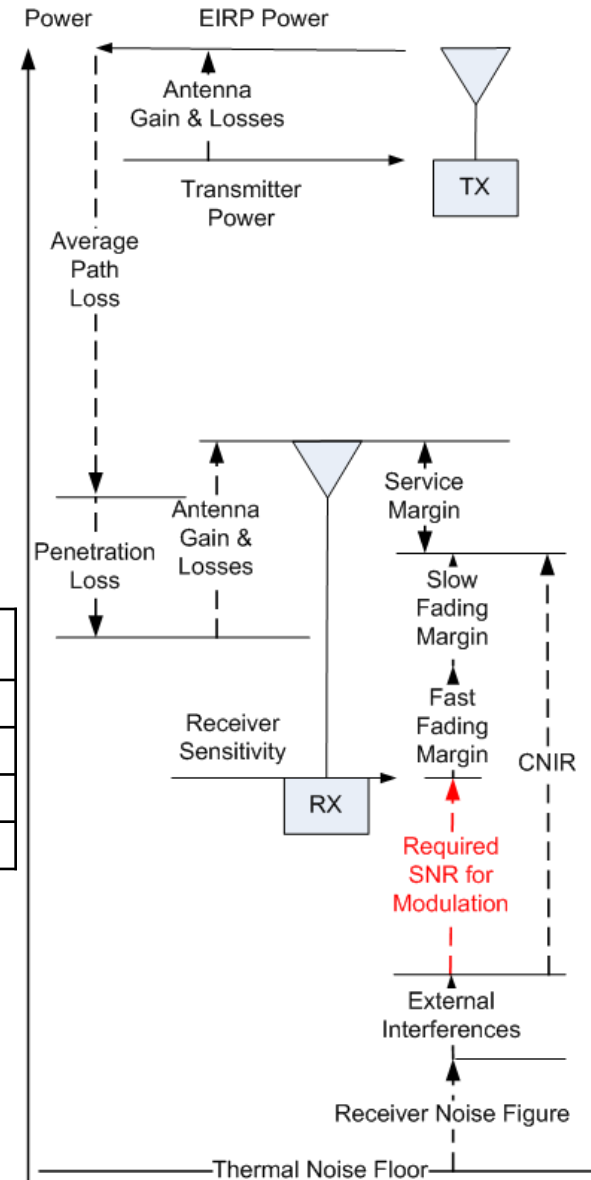 Power
EIRP Power
Antenna
Gain & Losses
TX
Transmitter
Power
Average
Path
Loss
Service
Margin
Antenna
Gain &
Losses
Penetration
Loss
Slow
Fading
Margin
Fast
Fading
Margin
CNIR
Receiver
Sensitivity
RX
Required
SNR for
Modulation
External
Interferences
Receiver Noise Figure
Thermal Noise Floor